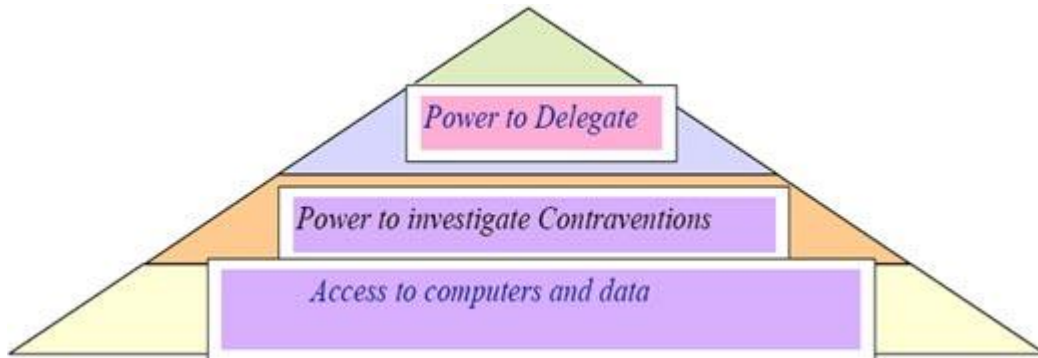 Power to Delegate
Power to investigate Contraventions
Access to computers and data